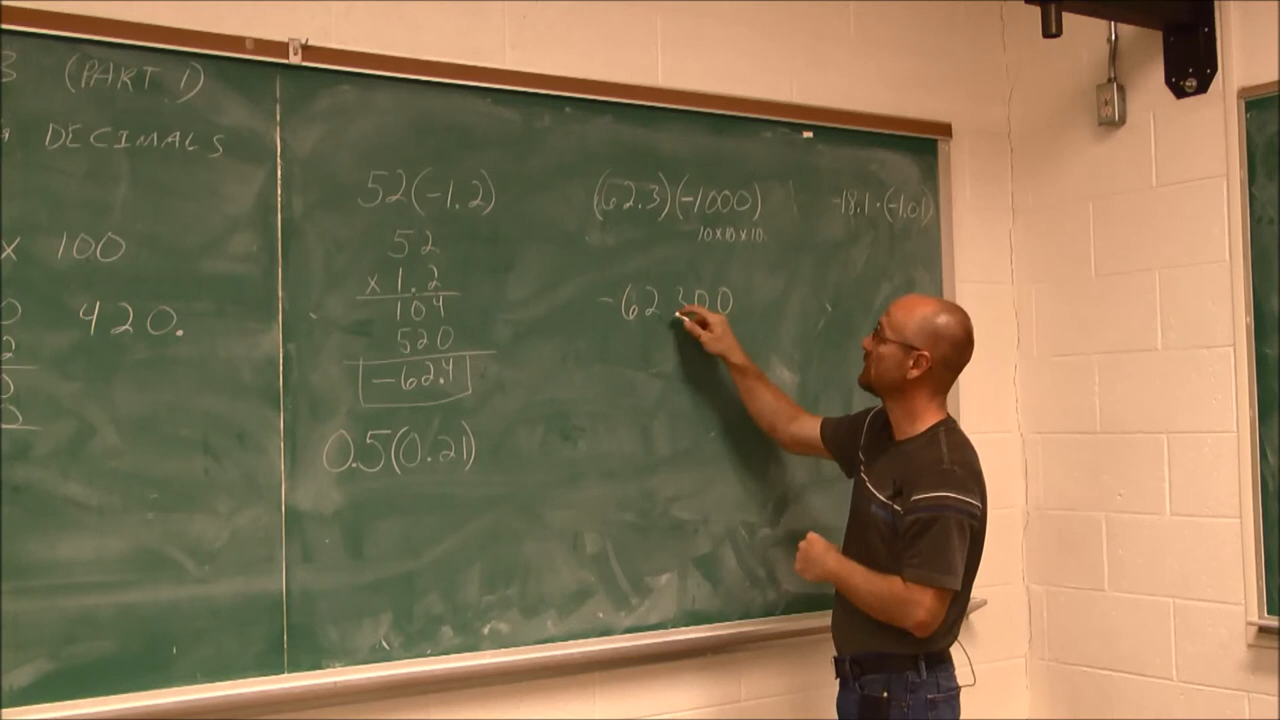 3 (PART 1)
DECIMALS
x 100
420.
52(-1.2)
52
x 1.2
104
520
-62.4
0.5(0.21)
(62.3)(-1000)
10x10x10
-62 300
-18.1·(-1.01)